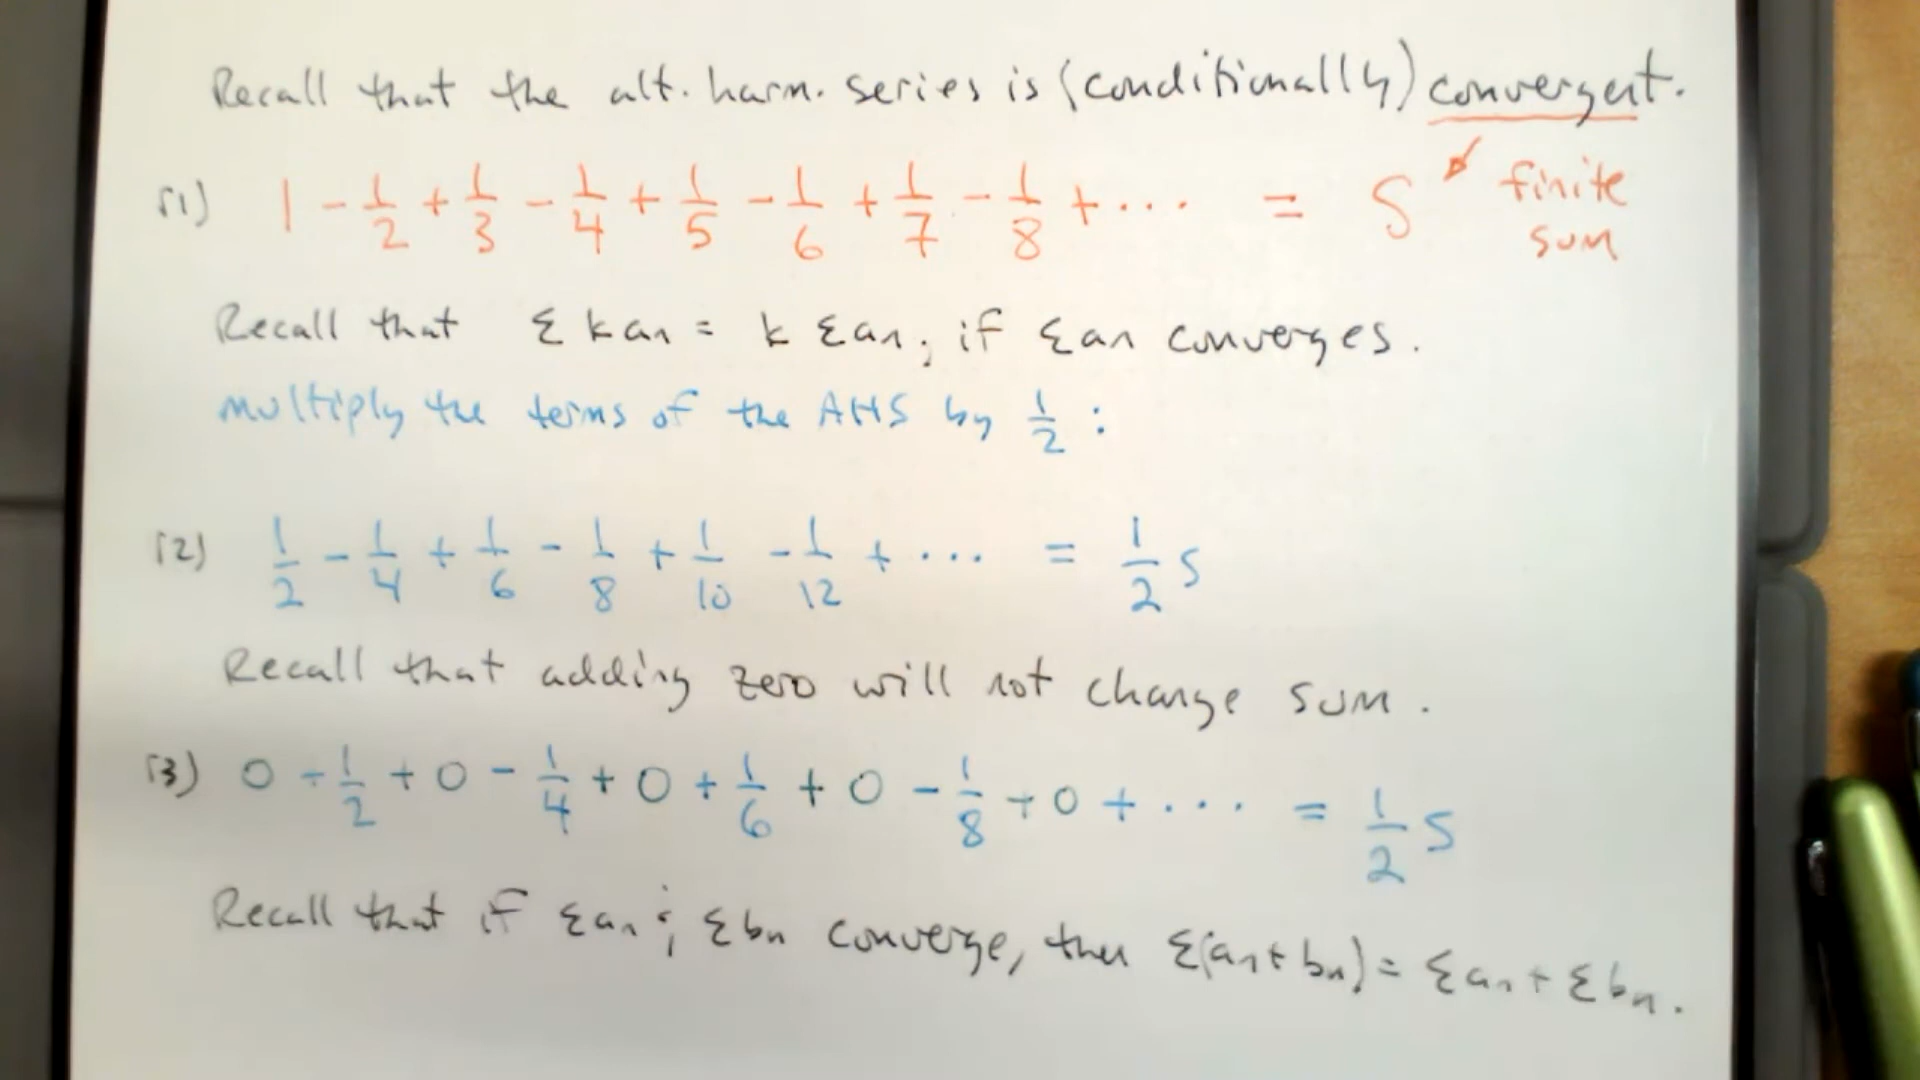 Recall that the alt. harm. series is (conditionally) convergent.
(1) 1 - 1/2 + 1/3 - 1/4 + 1/5 - 1/6 + 1/7 - 1/8 + ... = S finite sum
Recall that Σ k an = k Σ an, if Σ an converges.
multiply the terms of the AHS by 1/2 :
(2) 1/2 - 1/4 + 1/6 - 1/8 + 1/10 - 1/12 + ... = 1/2 S
Recall that adding zero will not change sum.
(3) 0 + 1/2 + 0 - 1/4 + 0 + 1/6 + 0 - 1/8 + 0 + ... = 1/2 S
Recall that if Σ an ; Σ bn converge, then Σ(an + bn) = Σ an + Σ bn.